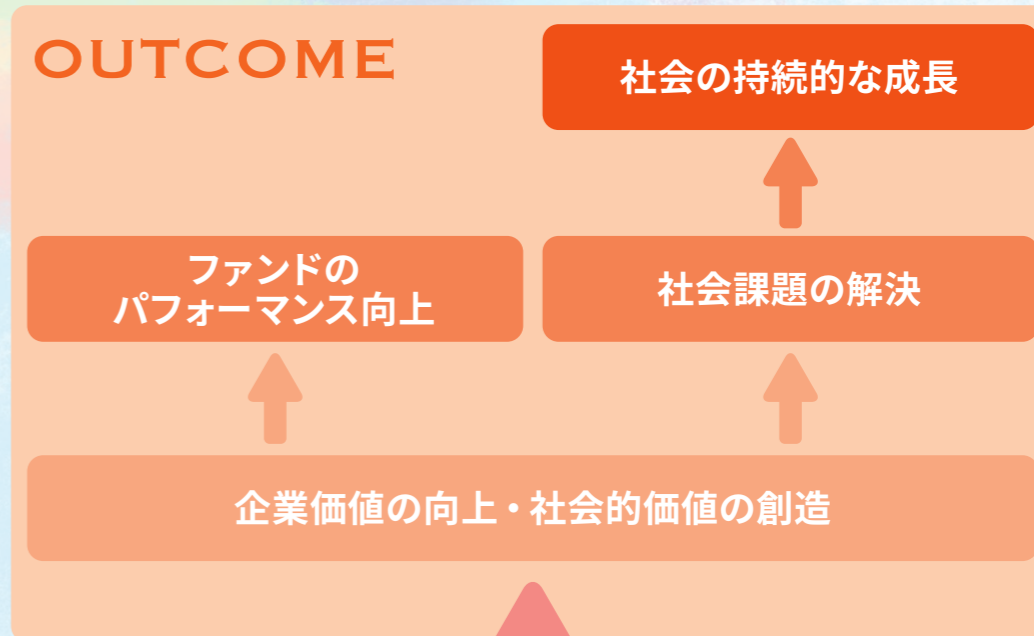 OUTCOME
社会の持続的な成長
ファンドの
パフォーマンス向上
社会課題の解決
企業価値の向上・社会的価値の創造